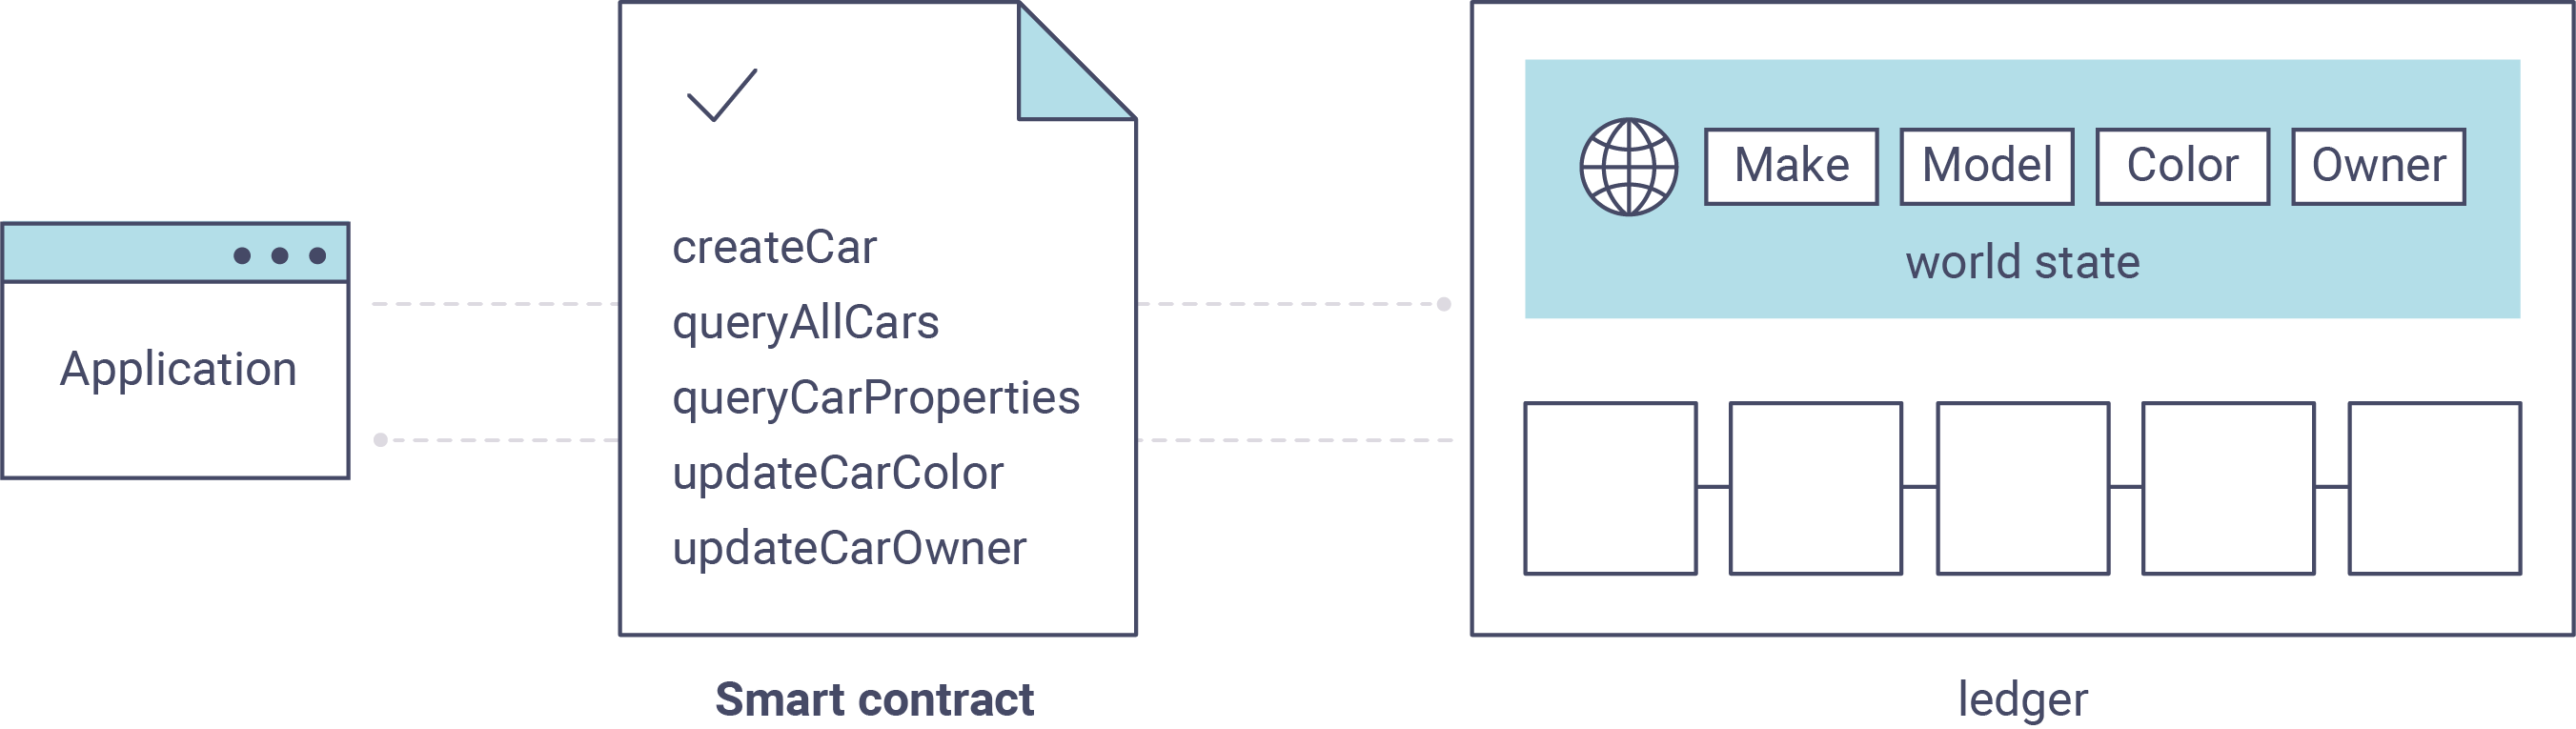 Application
createCar
queryAllCars
queryCarProperties
updateCarColor
updateCarOwner
Smart contract
Make Model Color Owner
world state
ledger